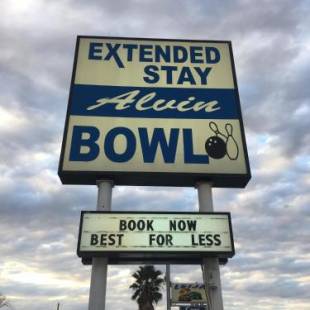 EXTENDED
STAY
Alvin
BOWL
BOOK NOW
BEST FOR LESS